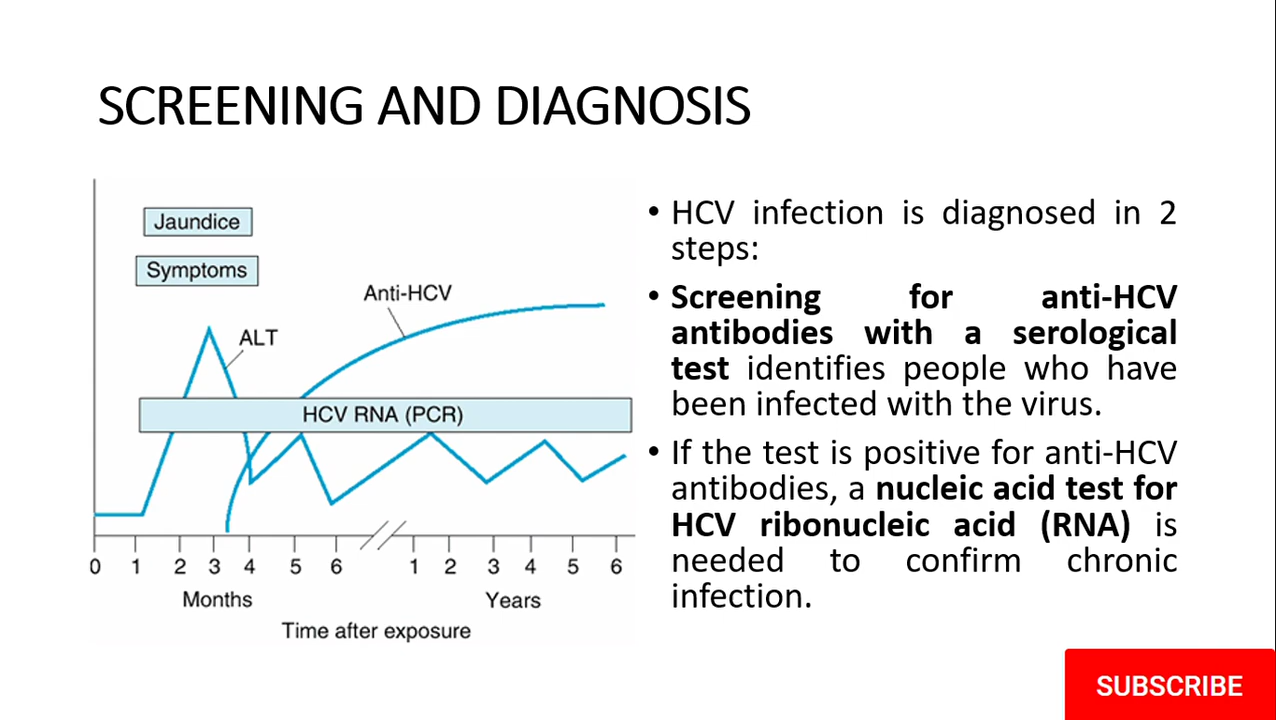 SCREENING AND DIAGNOSIS
Jaundice
Symptoms
Anti-HCV
ALT
HCV RNA (PCR)
0 1 2 3 4 5 6 1 2 3 4 5 6
Months Years
Time after exposure
• HCV infection is diagnosed in 2
steps:
• Screening for anti-HCV
antibodies with a serological
test identifies people who have
been infected with the virus.
• If the test is positive for anti-HCV
antibodies, a nucleic acid test for
HCV ribonucleic acid (RNA) is
needed to confirm chronic
infection.
SUBSCRIBE